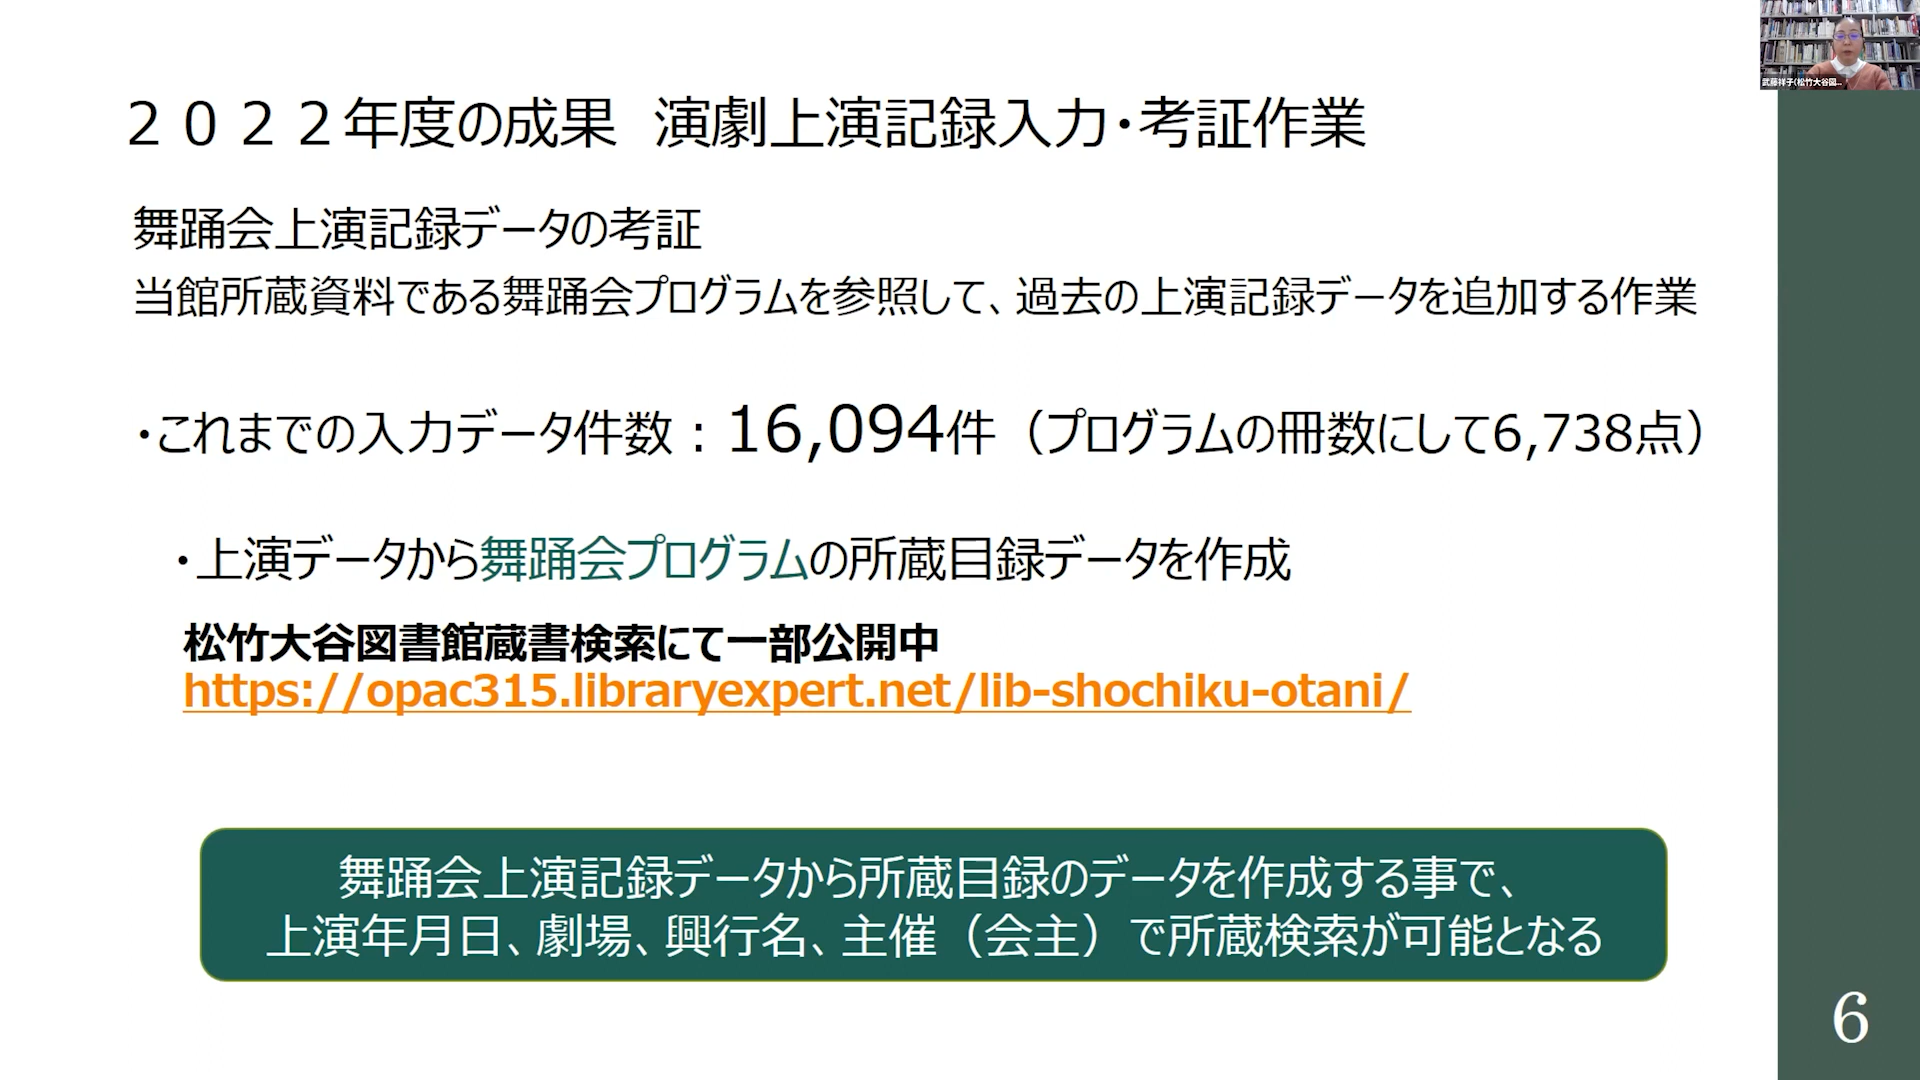 武藤祥子(松竹大谷図...
２０２２年度の成果　演劇上演記録入力・考証作業
舞踊会上演記録データの考証
当館所蔵資料である舞踊会プログラムを参照して、過去の上演記録データを追加する作業
・これまでの入力データ件数：16,094件（プログラムの冊数にして6,738点）
・上演データから舞踊会プログラムの所蔵目録データを作成
松竹大谷図書館蔵書検索にて一部公開中
https://opac315.libraryexpert.net/lib-shochiku-otani/
舞踊会上演記録データから所蔵目録のデータを作成する事で、
上演年月日、劇場、興行名、主催（会主）で所蔵検索が可能となる
6